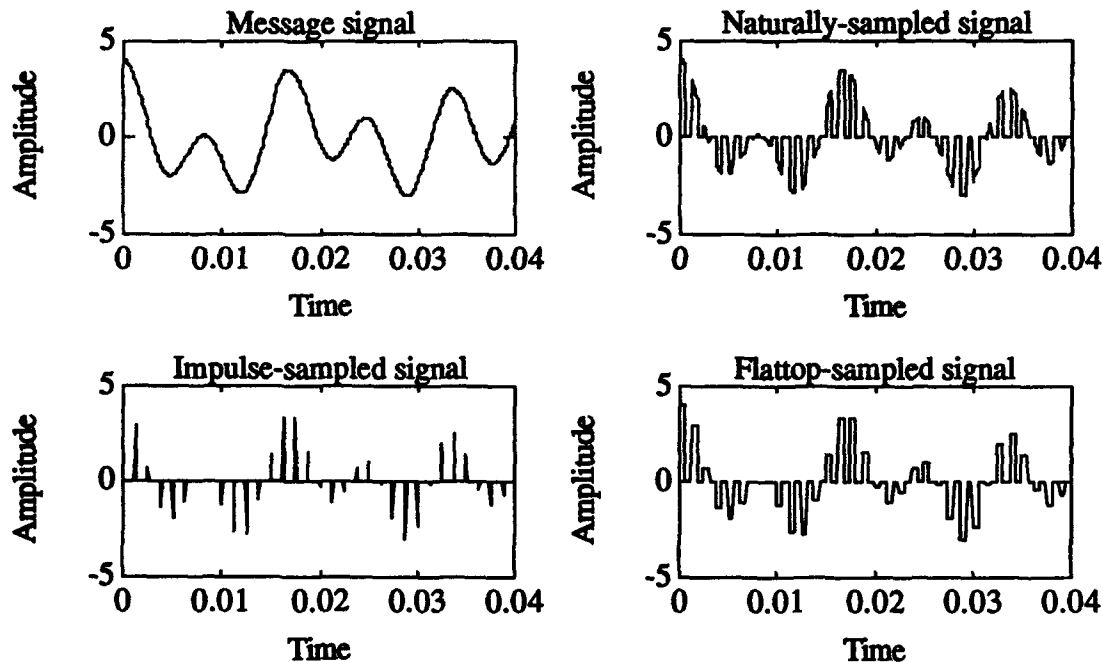 Message signal
5
0
-5
Amplitude
0 0.01 0.02 0.03 0.04
Time
Naturally-sampled signal
5
0
-5
Amplitude
0 0.01 0.02 0.03 0.04
Time
Impulse-sampled signal
5
0
-5
Amplitude
0 0.01 0.02 0.03 0.04
Time
Flattop-sampled signal
5
0
-5
Amplitude
0 0.01 0.02 0.03 0.04
Time